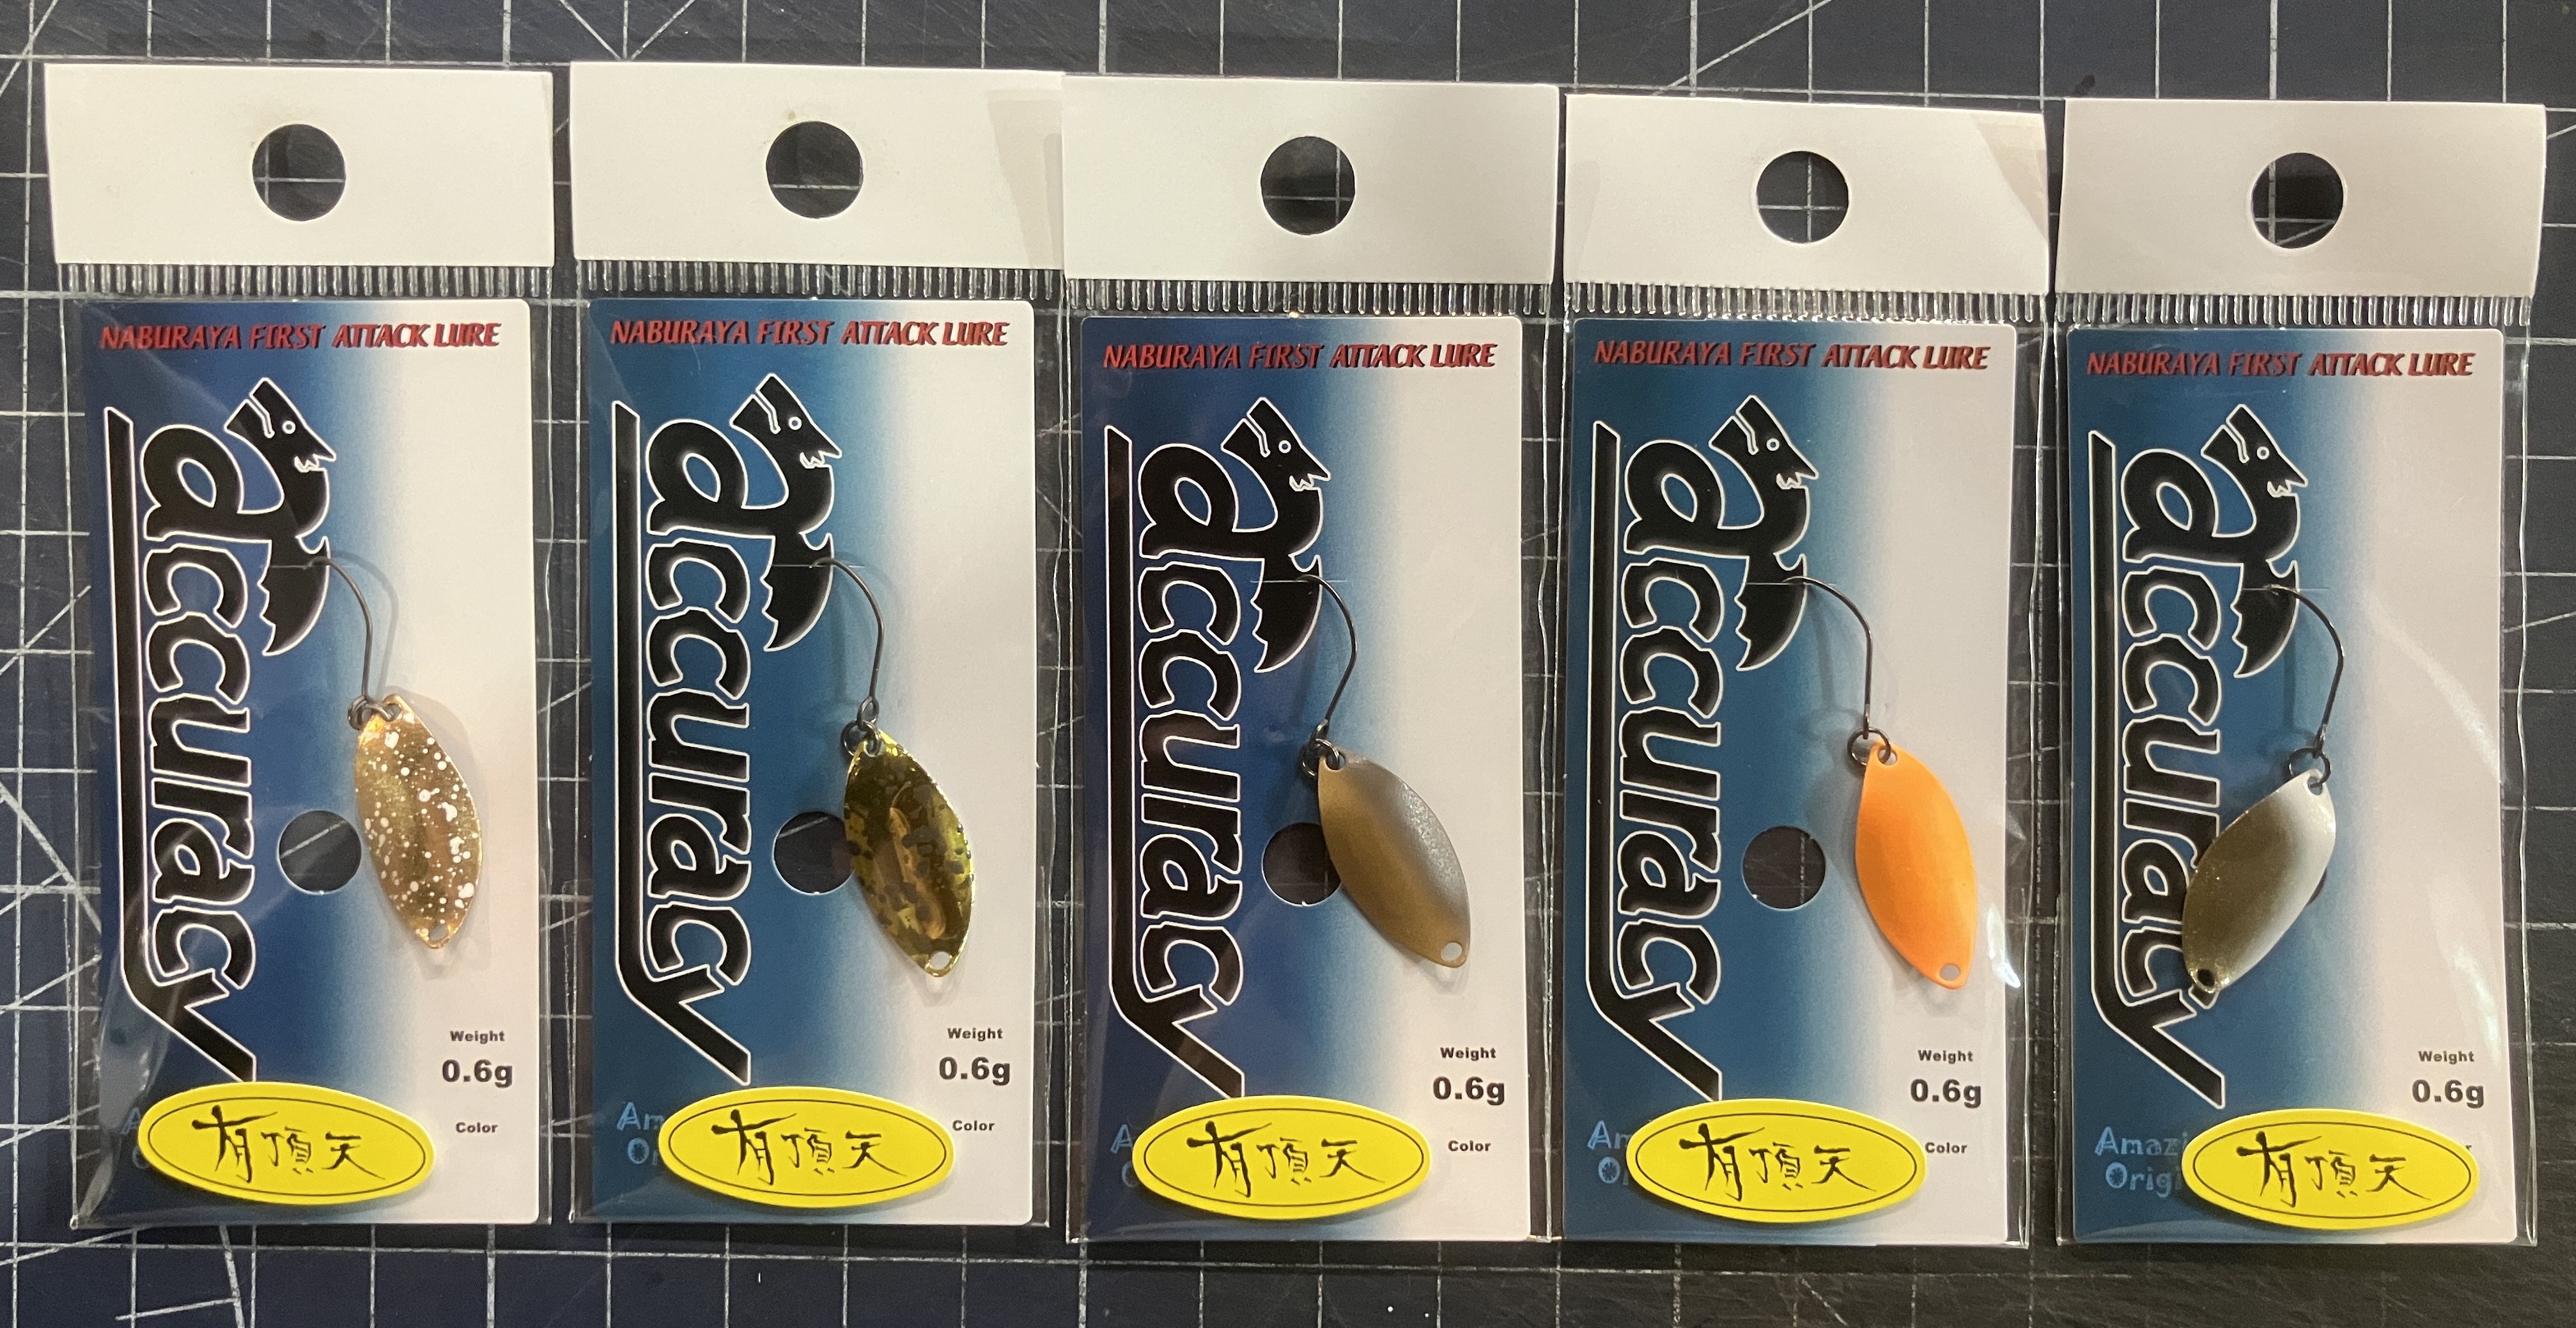 NABURAYA FIRST ATTACK LURE
accuracy
Weight
0.6g
Color
有頂天
NABURAYA FIRST ATTACK LURE
accuracy
Weight
0.6g
Color
有頂天
NABURAYA FIRST ATTACK LURE
accuracy
Weight
0.6g
Color
有頂天
NABURAYA FIRST ATTACK LURE
accuracy
Weight
0.6g
Color
有頂天
NABURAYA FIRST ATTACK LURE
accuracy
Weight
0.6g
有頂天